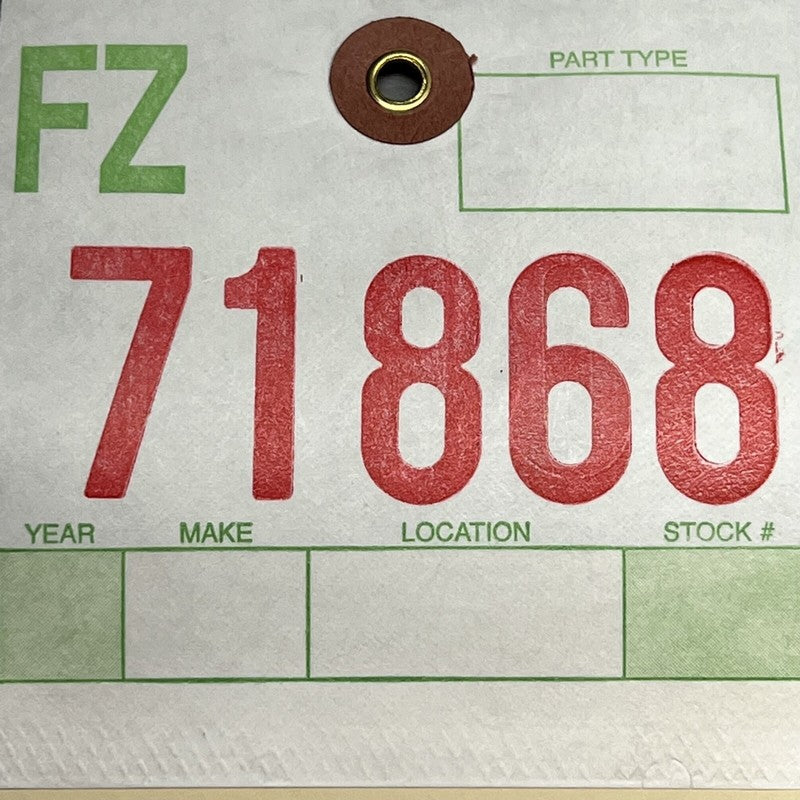 FZ
PART TYPE
71868
YEAR MAKE LOCATION STOCK #